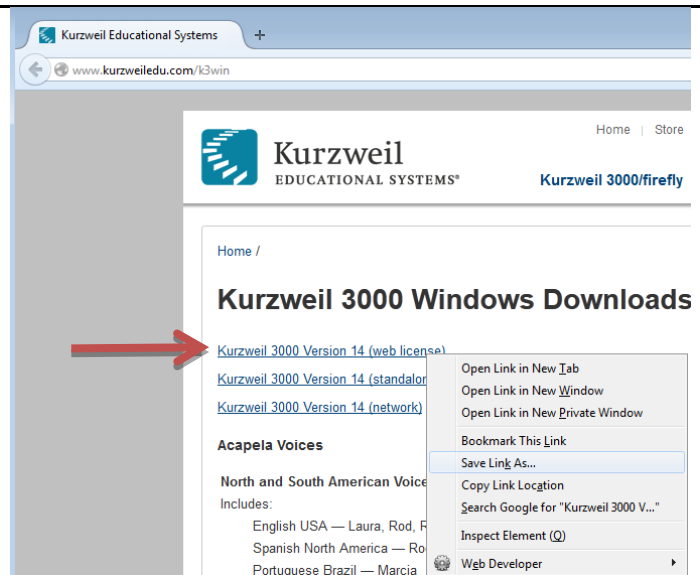 Kurzweil Educational Systems +
www.kurzweiledu.com/k3win
Home | Store
Kurzweil
EDUCATIONAL SYSTEMS®
Kurzweil 3000/firefly
Home /
Kurzweil 3000 Windows Downloads
Kurzweil 3000 Version 14 (web license)
Kurzweil 3000 Version 14 (standalon
Kurzweil 3000 Version 14 (network)
Acapela Voices
North and South American Voice
Includes:
English USA — Laura, Rod, R
Spanish North America — Ro
Portuguese Brazil — Marcia
Open Link in New Tab
Open Link in New Window
Open Link in New Private Window
Bookmark This Link
Save Link As...
Copy Link Location
Search Google for "Kurzweil 3000 V..."
Inspect Element (Q)
Web Developer